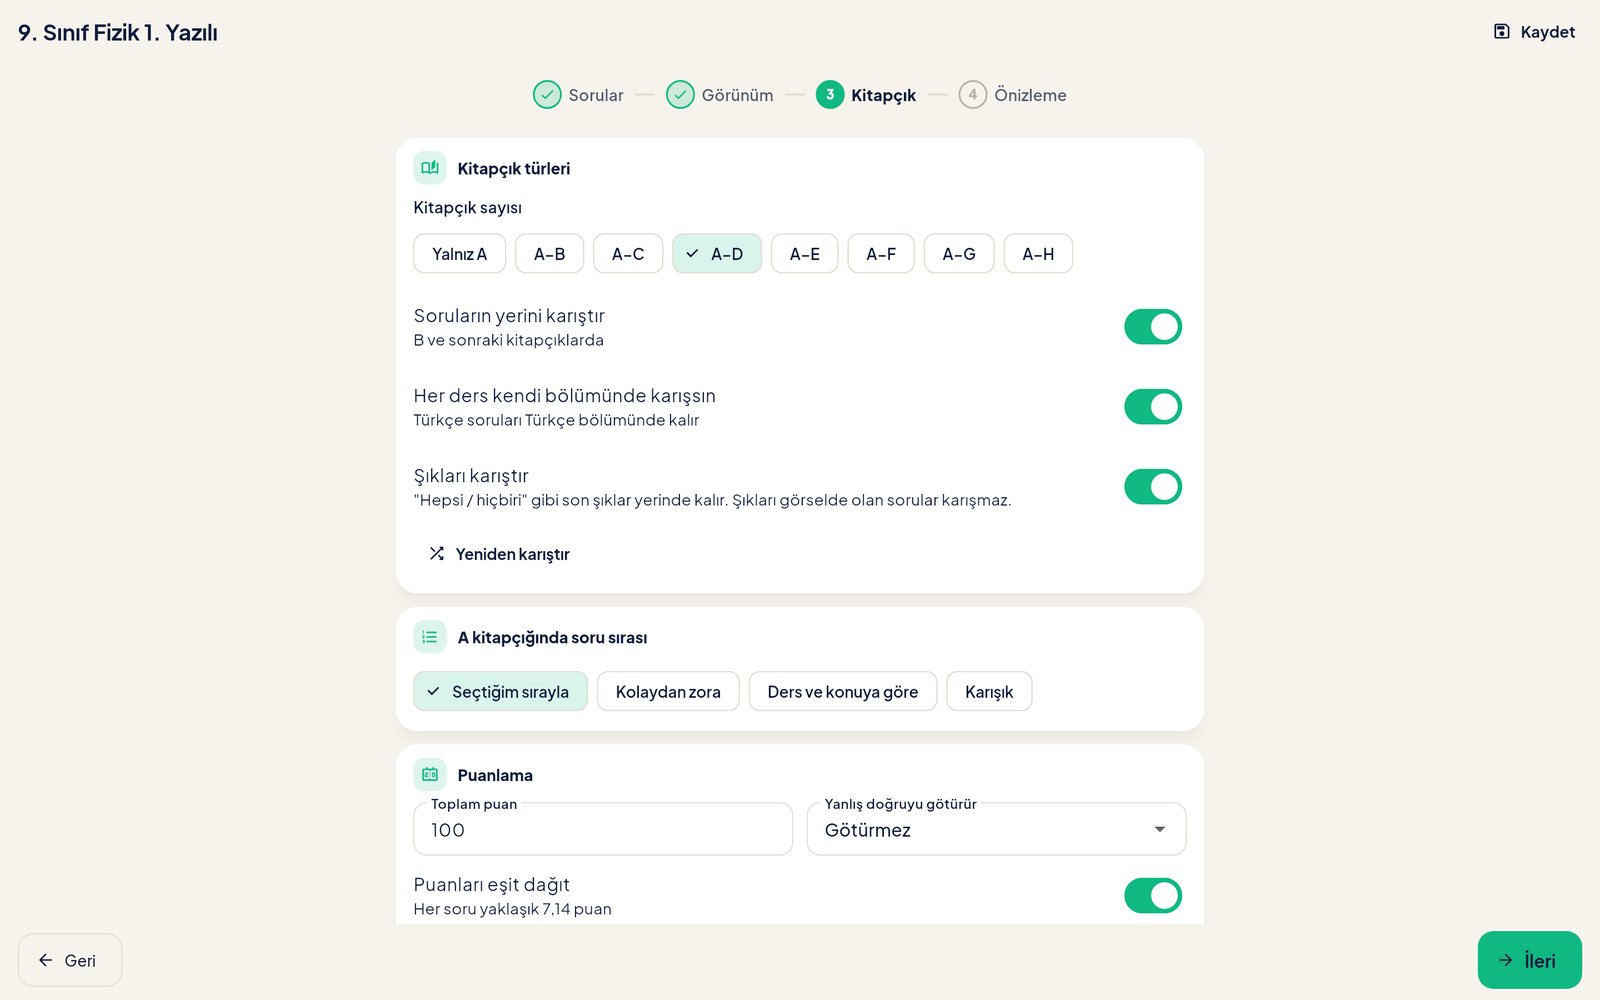 9. Sınıf Fizik 1. Yazılı
Kaydet
Sorular
Görünüm
3 Kitapçık
4 Önizleme
Kitapçık türleri
Kitapçık sayısı
Yalnız A
A–B
A–C
A–D
A–E
A–F
A–G
A–H
Soruların yerini karıştır
B ve sonraki kitapçıklarda
Her ders kendi bölümünde karışsın
Türkçe soruları Türkçe bölümünde kalır
Şıkları karıştır
"Hepsi / hiçbiri" gibi son şıklar yerinde kalır. Şıkları görselde olan sorular karışmaz.
Yeniden karıştır
A kitapçığında soru sırası
Seçtiğim sırayla
Kolaydan zora
Ders ve konuya göre
Karışık
Puanlama
Toplam puan
100
Yanlış doğruyu götürür
Götürmez
Puanları eşit dağıt
Her soru yaklaşık 7,14 puan
Geri
İleri